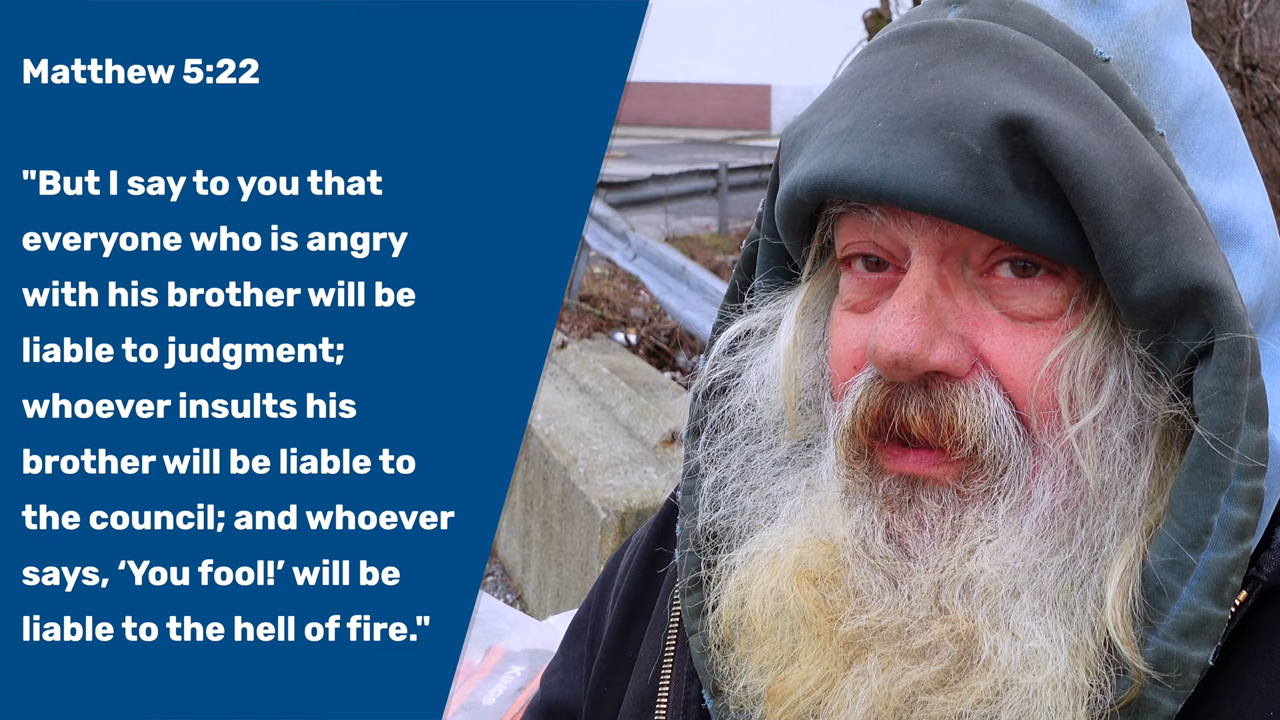 Matthew 5:22
"But I say to you that
everyone who is angry
with his brother will be
liable to judgment;
whoever insults his
brother will be liable to
the council; and whoever
says, ‘You fool!’ will be
liable to the hell of fire."